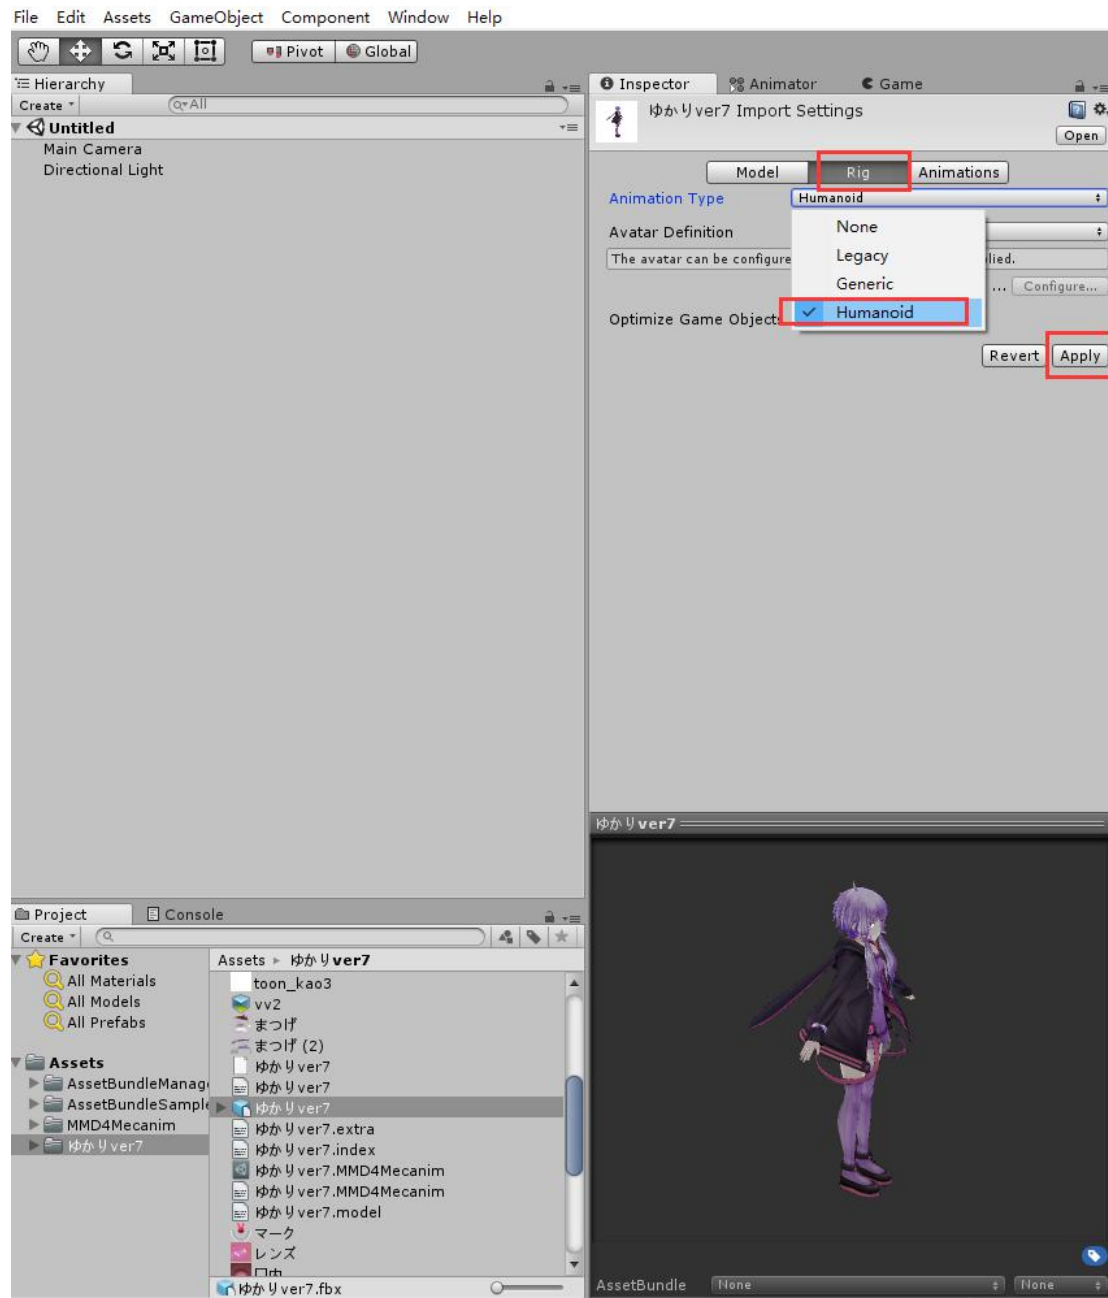 File Edit Assets GameObject Component Window Help
Pivot Global
Hierarchy
Create All
Untitled
Main Camera
Directional Light
Inspector Animator Game
ゆかりver7 Import Settings
Open
Model Rig Animations
Animation Type Humanoid
None
Avatar Definition
Legacy
The avatar can be configure lied.
Generic
... Configure...
Humanoid
Optimize Game Objects
Revert Apply
ゆかりver7
Project Console
Create
Favorites
All Materials
All Models
All Prefabs
Assets
AssetBundleManag
AssetBundleSample
MMD4Mecanim
ゆかりver7
Assets ▸ ゆかりver7
toon_kao3
vv2
まつげ
まつげ (2)
ゆかりver7
ゆかりver7
ゆかりver7
ゆかりver7.extra
ゆかりver7.index
ゆかりver7.MMD4Mecanim
ゆかりver7.MMD4Mecanim
ゆかりver7.model
マーク
レンズ
ゆかりver7.fbx
AssetBundle None None